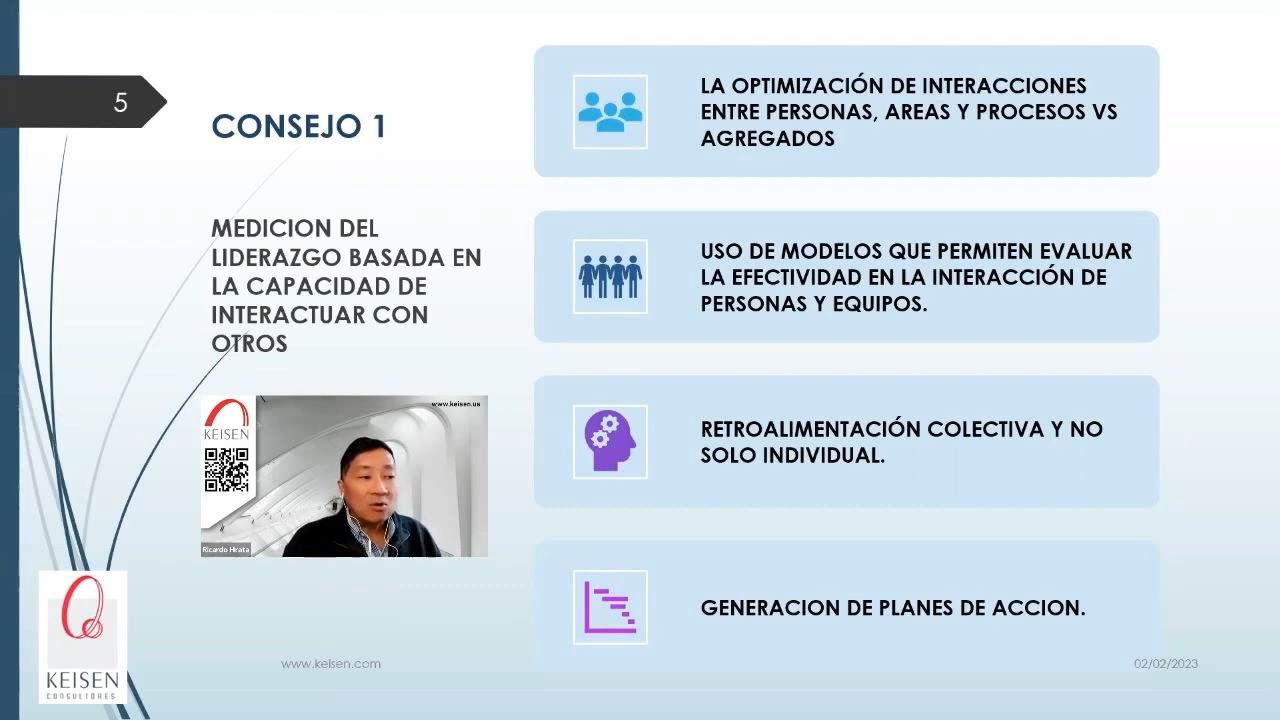 5
CONSEJO 1
MEDICION DEL
LIDERAZGO BASADA EN
LA CAPACIDAD DE
INTERACTUAR CON
OTROS
LA OPTIMIZACIÓN DE INTERACCIONES
ENTRE PERSONAS, AREAS Y PROCESOS VS
AGREGADOS
USO DE MODELOS QUE PERMITEN EVALUAR
LA EFECTIVIDAD EN LA INTERACCIÓN DE
PERSONAS Y EQUIPOS.
RETROALIMENTACIÓN COLECTIVA Y NO
SOLO INDIVIDUAL.
GENERACION DE PLANES DE ACCION.
www.keisen.us
KEISEN
Ricardo Hirata
KEISEN
CONSULTORES
www.keisen.com
02/02/2023